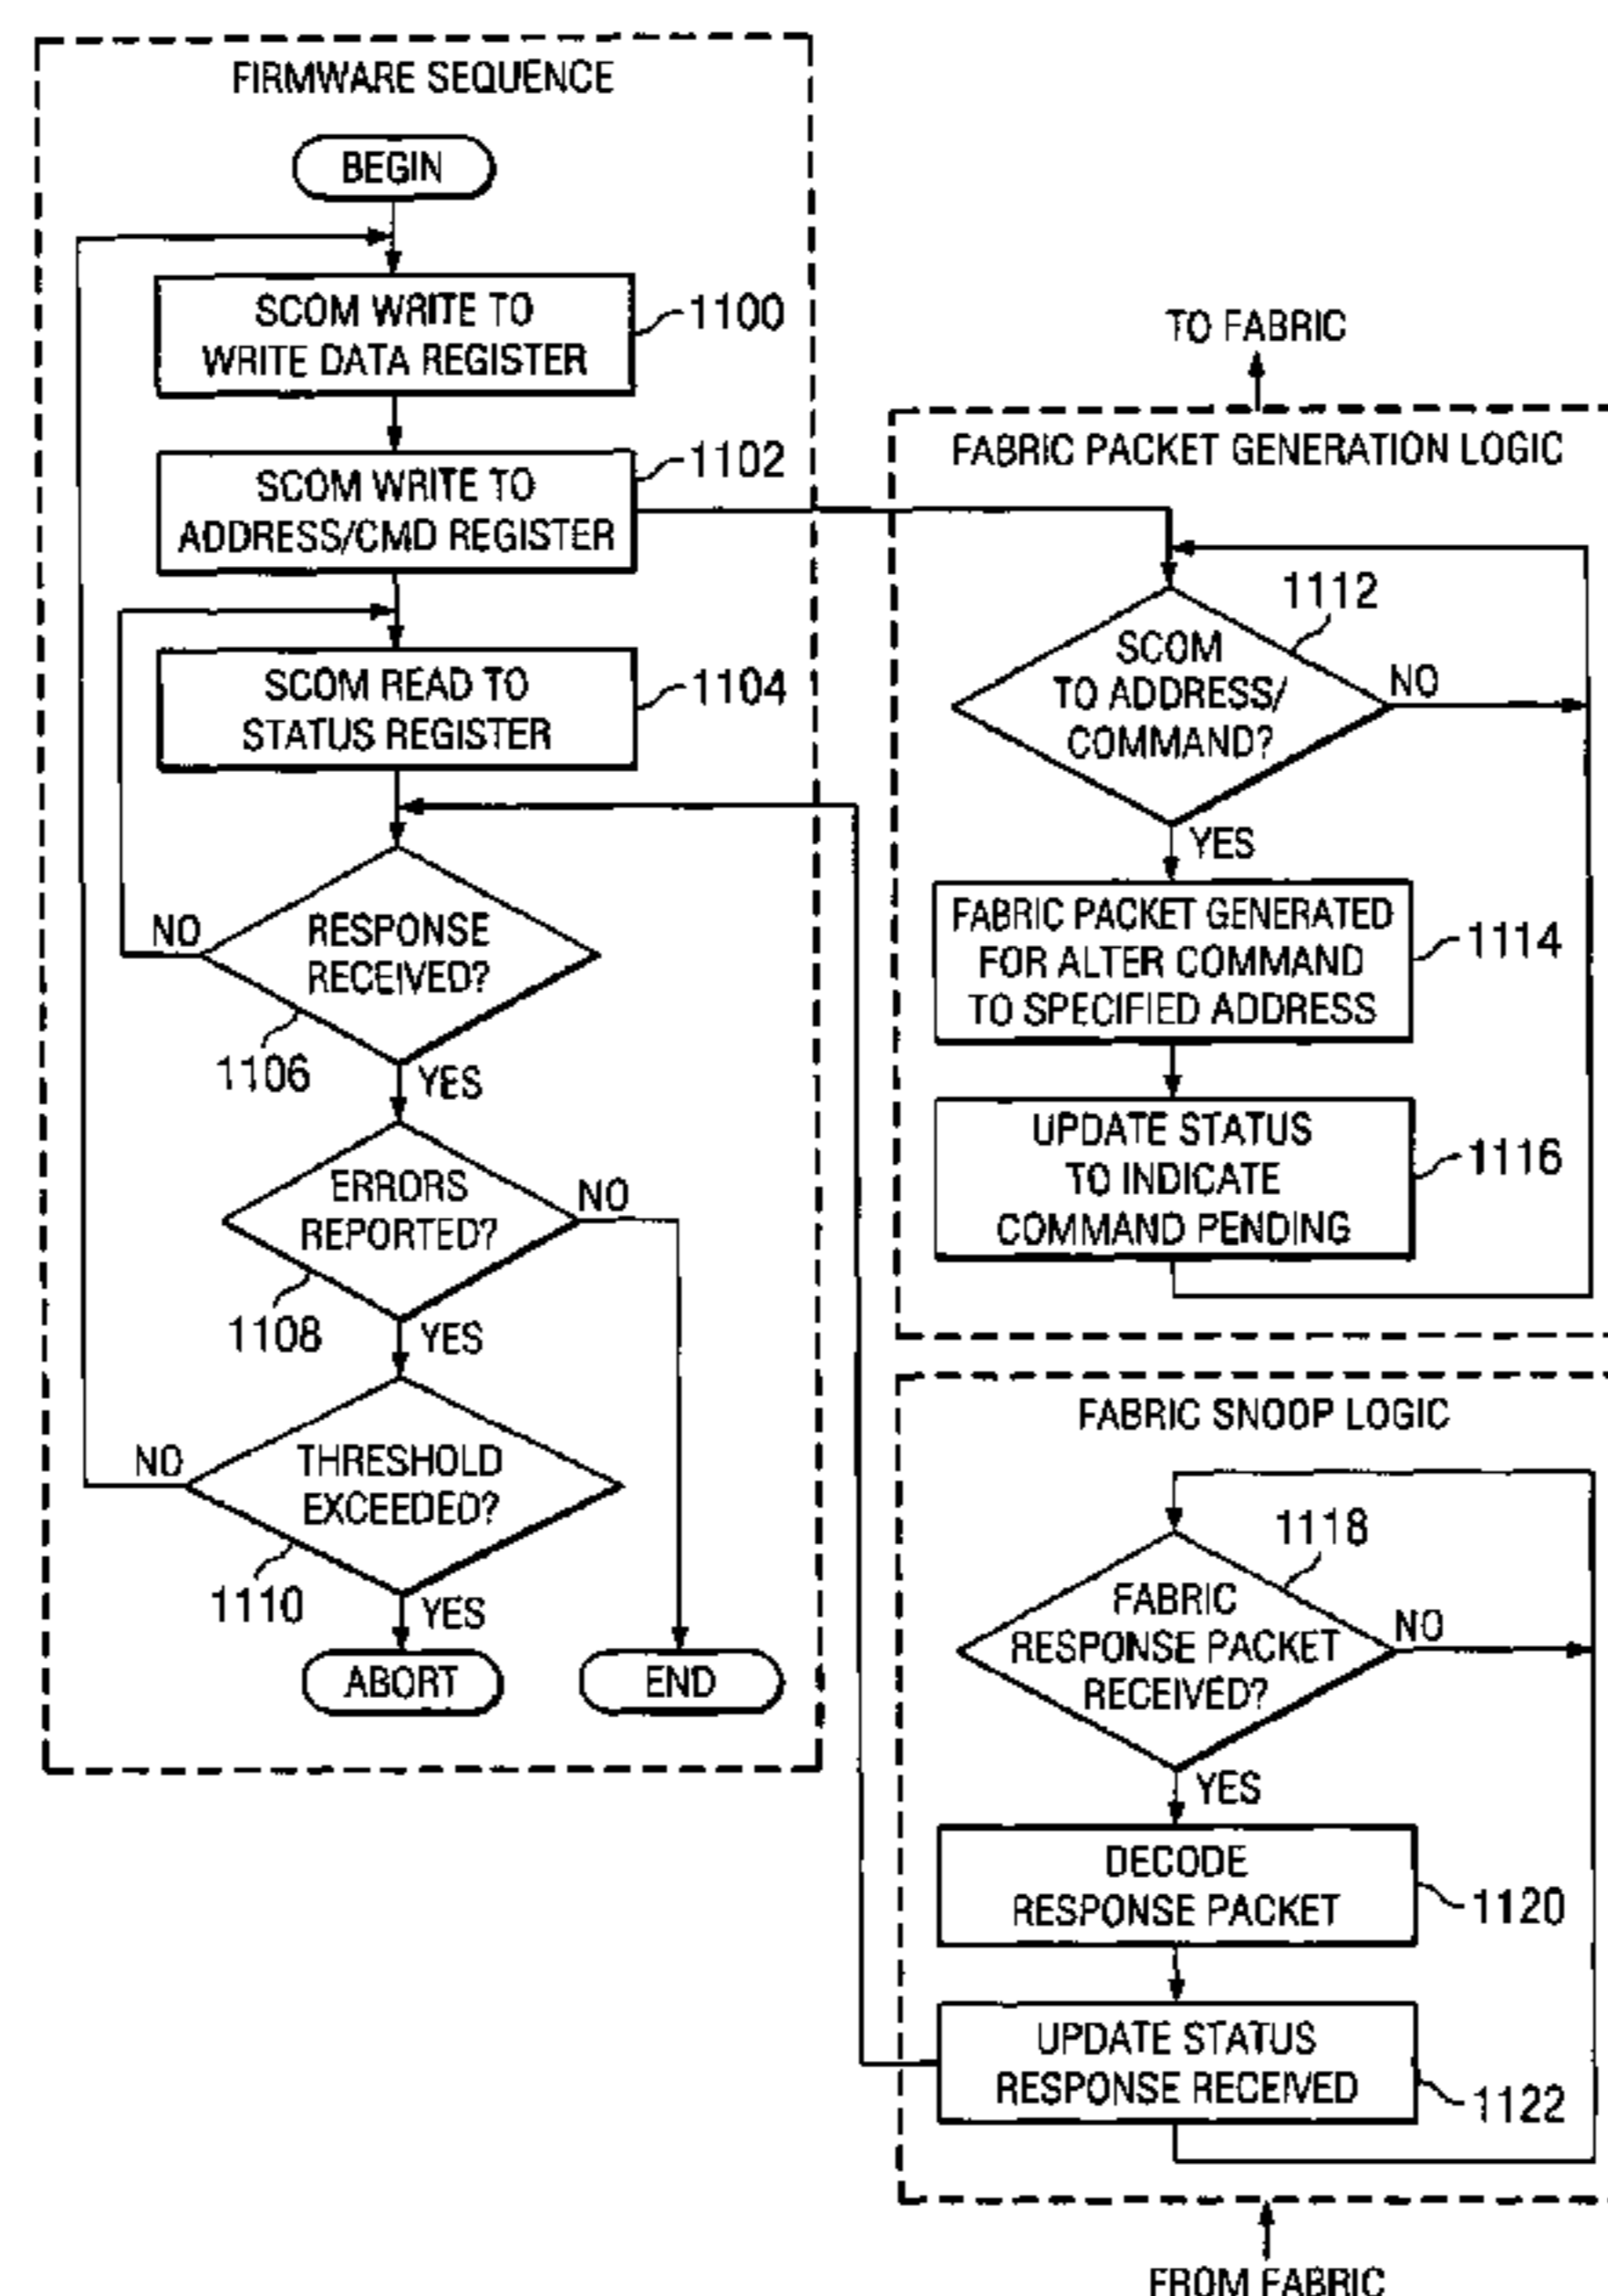 FIRMWARE SEQUENCE
BEGIN
SCOM WRITE TO
WRITE DATA REGISTER
1100
SCOM WRITE TO
ADDRESS/CMD REGISTER
1102
SCOM READ TO
STATUS REGISTER
1104
RESPONSE
RECEIVED?
NO
1106
YES
ERRORS
REPORTED?
NO
1108
YES
THRESHOLD
EXCEEDED?
NO
1110
YES
ABORT
END
TO FABRIC
FABRIC PACKET GENERATION LOGIC
1112
SCOM
TO ADDRESS/
COMMAND?
NO
YES
FABRIC PACKET GENERATED
FOR ALTER COMMAND
TO SPECIFIED ADDRESS
1114
UPDATE STATUS
TO INDICATE
COMMAND PENDING
1116
FABRIC SNOOP LOGIC
1118
FABRIC
RESPONSE PACKET
RECEIVED?
NO
YES
DECODE
RESPONSE PACKET
1120
UPDATE STATUS
RESPONSE RECEIVED
1122
FROM FABRIC